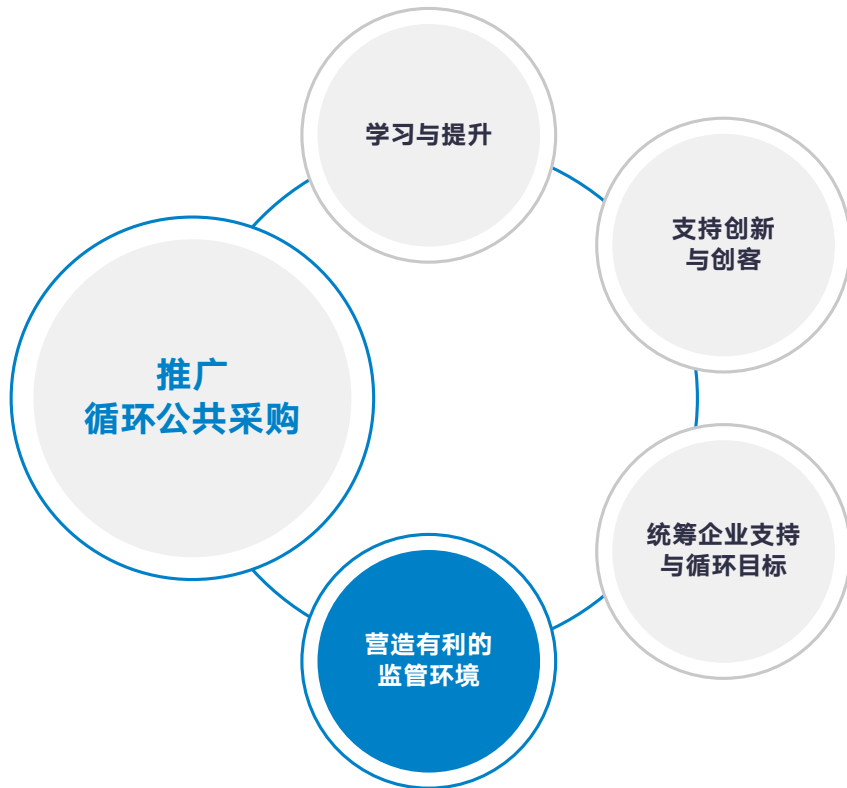 学习与提升
支持创新
与创客
推广
循环公共采购
统筹企业支持
与循环目标
营造有利的
监管环境